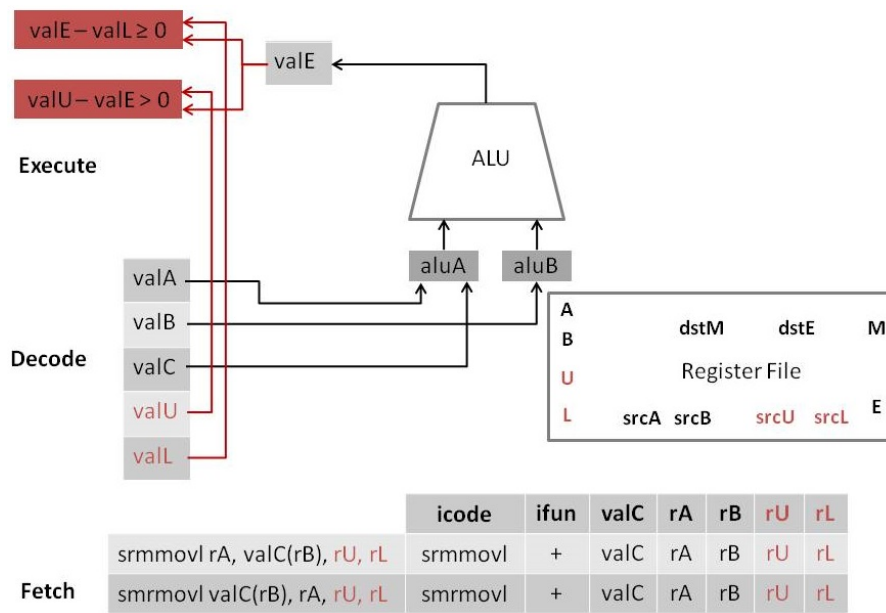 valE – valL ≥ 0
valE
valU – valE > 0
Execute
ALU
aluA aluB
valA
valB
Decode
valC
valU
valL
A
B
U
L
dstM dstE M
Register File
srcA srcB srcU srcL E
icode ifun valC rA rB rU rL
srmmovl rA, valC(rB), rU, rL srmmovl + valC rA rB rU rL
Fetch smrmovl valC(rB), rA, rU, rL smrmovl + valC rA rB rU rL